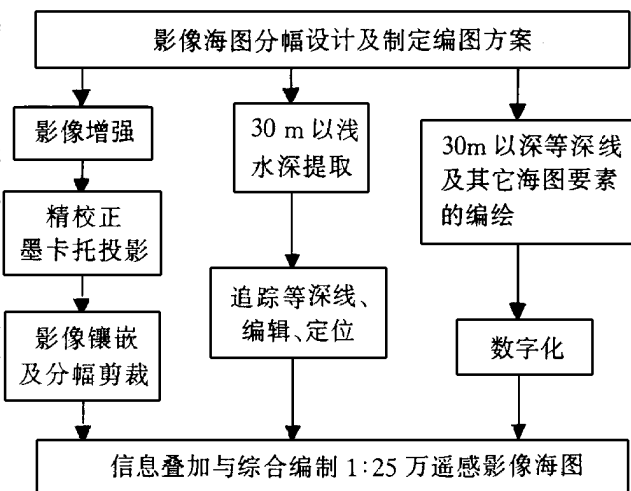 影像海图分幅设计及制定编图方案
影像增强
精校正
墨卡托投影
影像镶嵌
及分幅剪裁
30 m 以浅
水深提取
追踪等深线、
编辑、定位
30m 以深等深线
及其它海图要素
的编绘
数字化
信息叠加与综合编制 1:25 万遥感影像海图